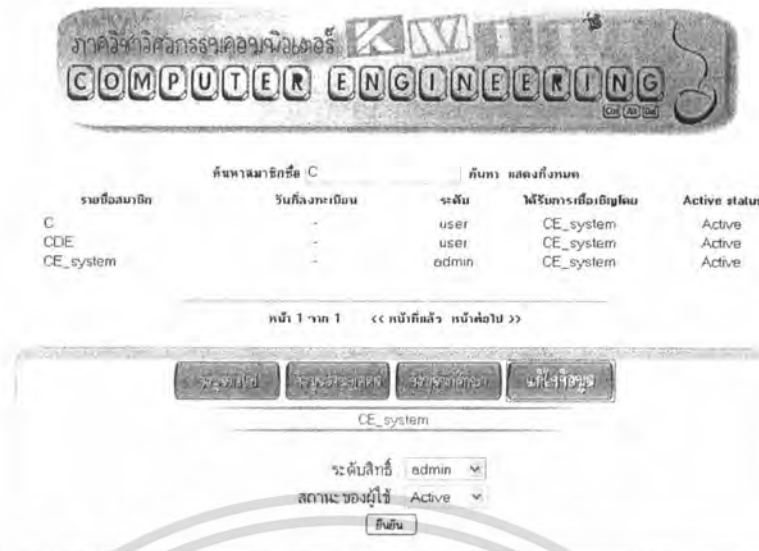 ภาควิชาวิศวกรรมคอมพิวเตอร์ KMIT
COMPUTER ENGINEERING
Ctrl Alt Del
ค้นหาสมาชิกชื่อ C ค้นหา แสดงทั้งหมด
รายชื่อสมาชิก วันที่ลงทะเบียน ระดับ ได้รับการเชื้อเชิญโดย Active status
C - user CE_system Active
CDE - user CE_system Active
CE_system - admin CE_system Active
หน้า 1 จาก 1 << หน้าที่แล้ว หน้าต่อไป >>
แก้ไขข้อมูล
CE_system
ระดับสิทธิ์ admin
สถานะของผู้ใช้ Active
ยืนยัน